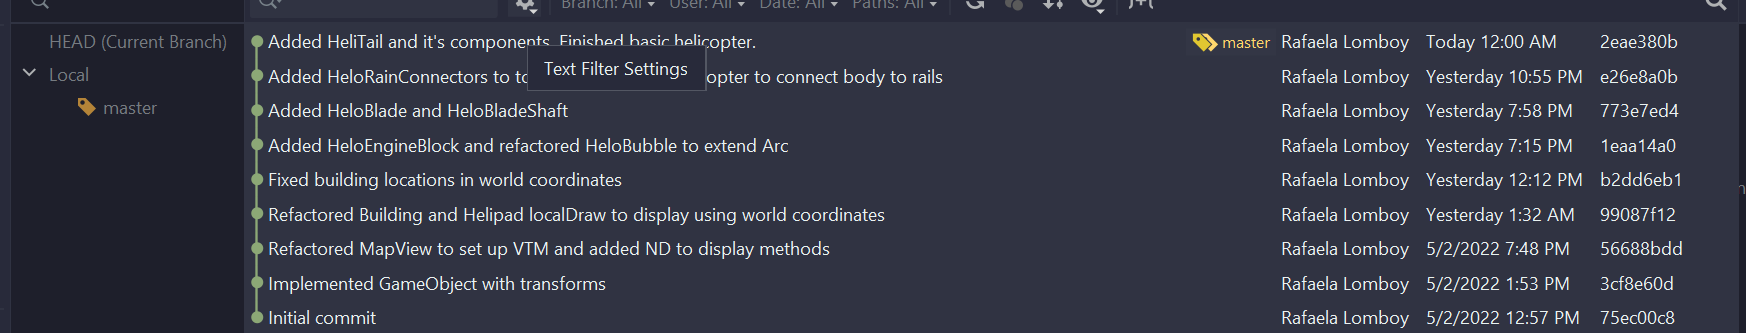 Branch: All User: All Date: All Paths: All
HEAD (Current Branch)
Local
master
Added HeliTail and it's components. Finished basic helicopter. master Rafaela Lomboy Today 12:00 AM 2eae380b
Text Filter Settings
Added HeloRainConnectors to opter to connect body to rails Rafaela Lomboy Yesterday 10:55 PM e26e8a0b
Added HeloBlade and HeloBladeShaft Rafaela Lomboy Yesterday 7:58 PM 773e7ed4
Added HeloEngineBlock and refactored HeloBubble to extend Arc Rafaela Lomboy Yesterday 7:15 PM 1eaa14a0
Fixed building locations in world coordinates Rafaela Lomboy Yesterday 12:12 PM b2dd6eb1
Refactored Building and Helipad localDraw to display using world coordinates Rafaela Lomboy Yesterday 1:32 AM 99087f12
Refactored MapView to set up VTM and added ND to display methods Rafaela Lomboy 5/2/2022 7:48 PM 56688bdd
Implemented GameObject with transforms Rafaela Lomboy 5/2/2022 1:53 PM 3cf8e60d
Initial commit Rafaela Lomboy 5/2/2022 12:57 PM 75ec00c8